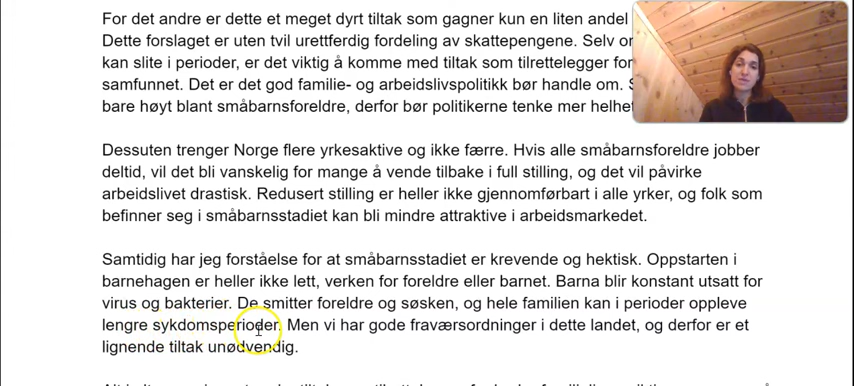 For det andre er dette et meget dyrt tiltak som gagner kun en liten andel
Dette forslaget er uten tvil urettferdig fordeling av skattepengene. Selv
kan slite i perioder, er det viktig å komme med tiltak som tilrettelegger for
samfunnet. Det er det god familie- og arbeidslivspolitikk bør handle om.
bare høyt blant småbarnsforeldre, derfor bør politikerne tenke mer
Dessuten trenger Norge flere yrkesaktive og ikke færre. Hvis alle småbarnsforeldre jobber
deltid, vil det bli vanskelig for mange å vende tilbake i full stilling, og det vil påvirke
arbeidslivet drastisk. Redusert stilling er heller ikke gjennomførbart i alle yrker, og folk som
befinner seg i småbarnsstadiet kan bli mindre attraktive i arbeidsmarkedet.
Samtidig har jeg forståelse for at småbarnsstadiet er krevende og hektisk. Oppstarten i
barnehagen er heller ikke lett, verken for foreldre eller barnet. Barna blir konstant utsatt for
virus og bakterier. De smitter foreldre og søsken, og hele familien kan i perioder oppleve
lengre sykdomsperioder. Men vi har gode fraværsordninger i dette landet, og derfor er et
lignende tiltak unødvendig.